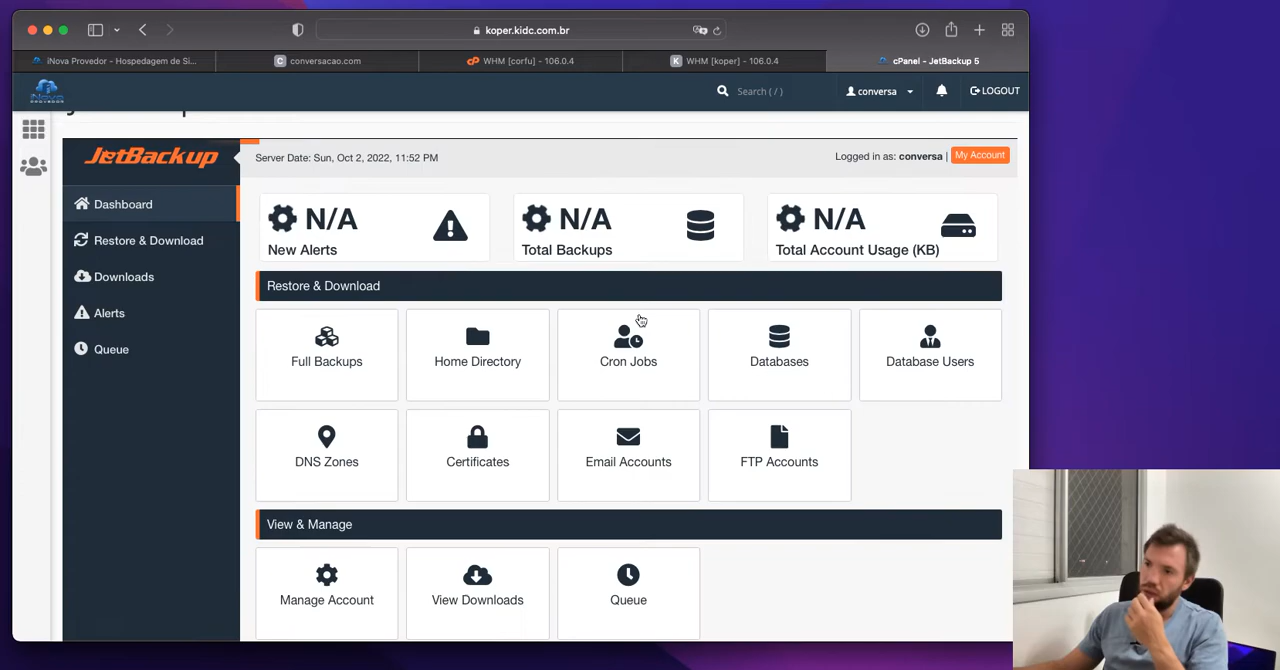 koper.kidc.com.br
iNova Provedor - Hospedagem de Si...
C conversacao.com
cP WHM [corfu] - 106.0.4
K WHM [koper] - 106.0.4
cPanel - JetBackup 5
iNova
PROVEDOR
Search ( / )
conversa
LOGOUT
JetBackup
Server Date: Sun, Oct 2, 2022, 11:52 PM
Logged in as: conversa | My Account
Dashboard
Restore & Download
Downloads
Alerts
Queue
N/A
New Alerts
N/A
Total Backups
N/A
Total Account Usage (KB)
Restore & Download
Full Backups
Home Directory
Cron Jobs
Databases
Database Users
DNS Zones
Certificates
Email Accounts
FTP Accounts
View & Manage
Manage Account
View Downloads
Queue